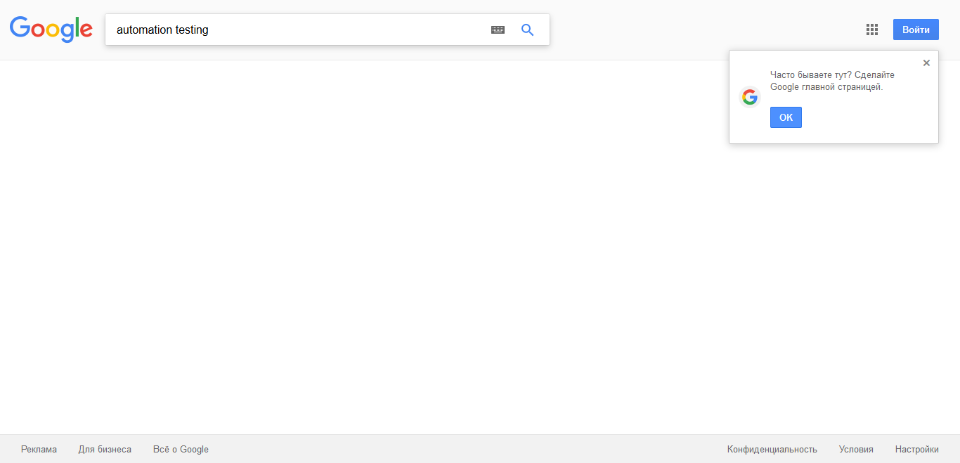 Google
automation testing
Войти
Часто бываете тут? Сделайте
Google главной страницей.
ОК
Реклама
Для бизнеса
Всё о Google
Конфиденциальность
Условия
Настройки